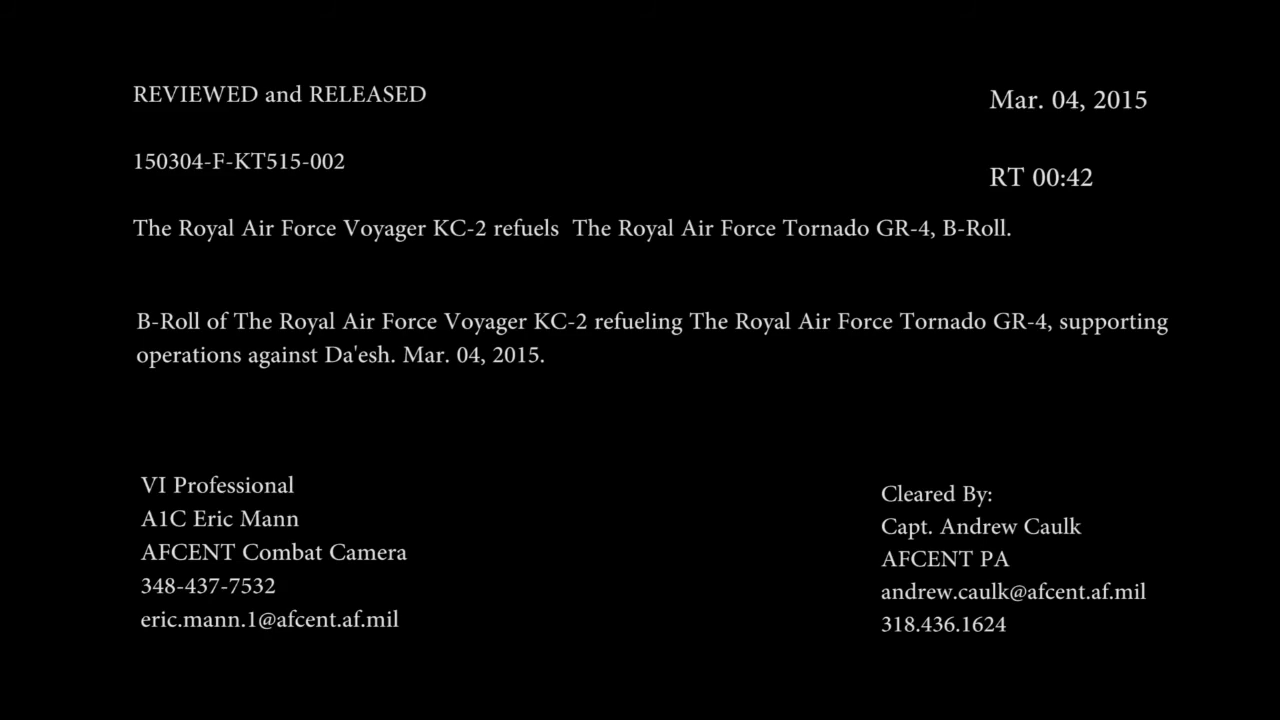 REVIEWED and RELEASED
Mar. 04, 2015
150304-F-KT515-002
RT 00:42
The Royal Air Force Voyager KC-2 refuels  The Royal Air Force Tornado GR-4, B-Roll.
B-Roll of The Royal Air Force Voyager KC-2 refueling The Royal Air Force Tornado GR-4, supporting
operations against Da'esh. Mar. 04, 2015.
VI Professional
A1C Eric Mann
AFCENT Combat Camera
348-437-7532
eric.mann.1@afcent.af.mil
Cleared By:
Capt. Andrew Caulk
AFCENT PA
andrew.caulk@afcent.af.mil
318.436.1624